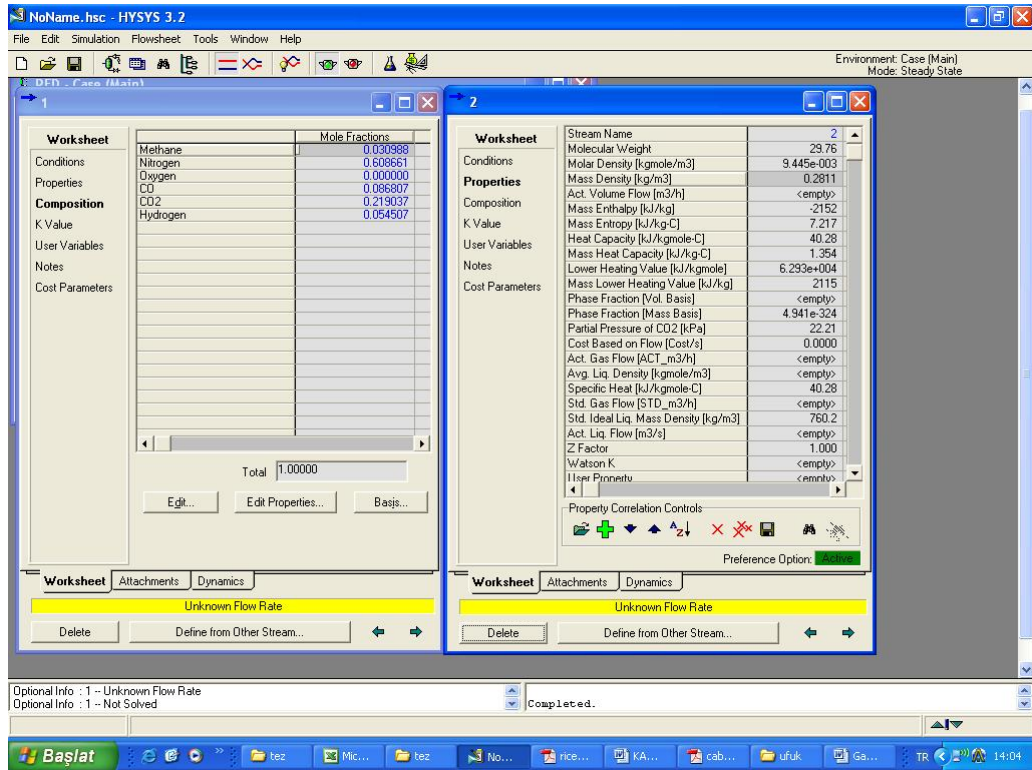 NoName.hsc - HYSYS 3.2
File Edit Simulation Flowsheet Tools Window Help
Environment: Case (Main)
Mode: Steady State
PFD - Case (Main)
1
Worksheet
Conditions
Properties
Composition
K Value
User Variables
Notes
Cost Parameters
Mole Fractions
Methane 0.030988
Nitrogen 0.608661
Oxygen 0.000000
CO 0.086807
CO2 0.219037
Hydrogen 0.054507
Total 1.00000
Edit... Edit Properties... Basis...
Worksheet Attachments Dynamics
Unknown Flow Rate
Delete Define from Other Stream...
2
Worksheet
Conditions
Properties
Composition
K Value
User Variables
Notes
Cost Parameters
Stream Name 2
Molecular Weight 29.76
Molar Density [kgmole/m3] 9.445e-003
Mass Density [kg/m3] 0.2811
Act. Volume Flow [m3/h] <empty>
Mass Enthalpy [kJ/kg] -2152
Mass Entropy [kJ/kg-C] 7.217
Heat Capacity [kJ/kgmole-C] 40.28
Mass Heat Capacity [kJ/kg-C] 1.354
Lower Heating Value [kJ/kgmole] 6.293e+004
Mass Lower Heating Value [kJ/kg] 2115
Phase Fraction [Vol. Basis] <empty>
Phase Fraction [Mass Basis] 4.941e-324
Partial Pressure of CO2 [kPa] 22.21
Cost Based on Flow [Cost/s] 0.0000
Act. Gas Flow [ACT_m3/h] <empty>
Avg. Liq. Density [kgmole/m3] <empty>
Specific Heat [kJ/kgmole-C] 40.28
Std. Gas Flow [STD_m3/h] <empty>
Std. Ideal Liq. Mass Density [kg/m3] 760.2
Act. Liq. Flow [m3/s] <empty>
Z Factor 1.000
Watson K <empty>
User Property <empty>
Property Correlation Controls
Preference Option: Active
Worksheet Attachments Dynamics
Unknown Flow Rate
Delete Define from Other Stream...
Optional Info : 1 -- Unknown Flow Rate
Optional Info : 1 -- Not Solved
Completed.
Başlat tez Mic... tez No... rice... KA... cab... ufuk Ga... TR 14:04